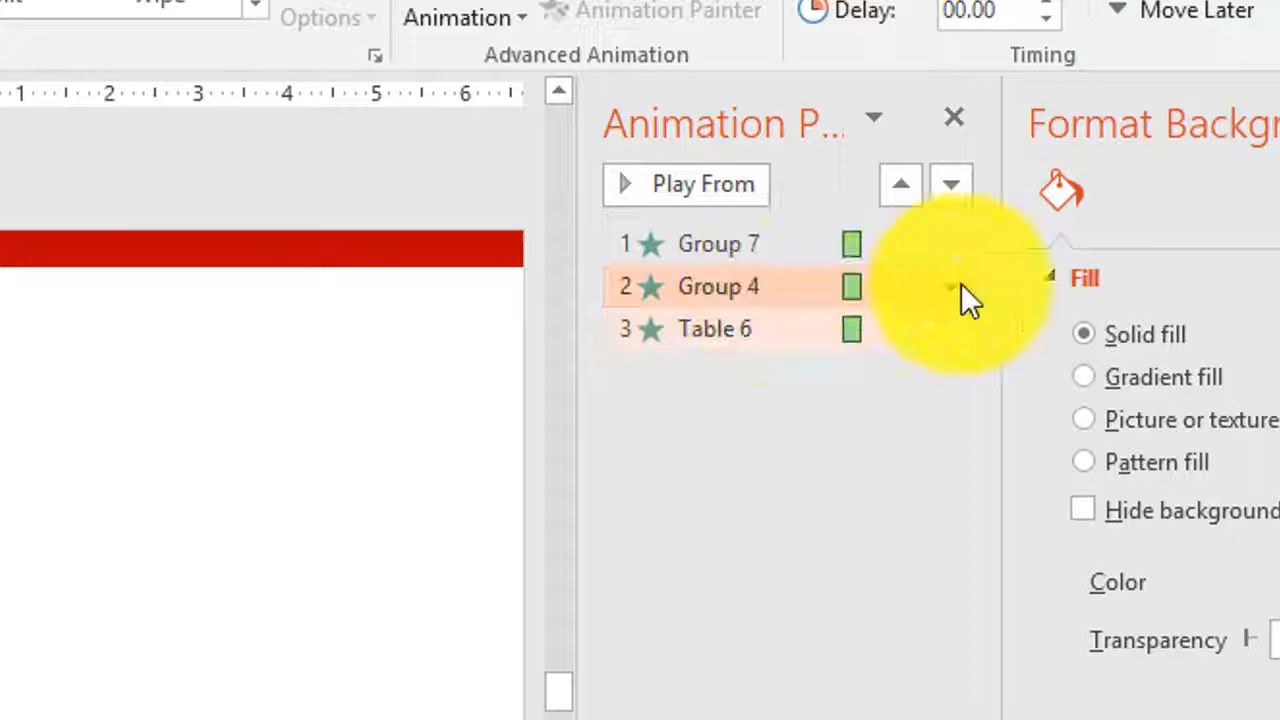 Options
Animation
Animation Painter
Delay:
00.00
Move Later
Advanced Animation
Timing
1 2 3 4 5 6
Animation P...
Format Backgr
Play From
1 Group 7
2 Group 4
3 Table 6
Fill
Solid fill
Gradient fill
Picture or texture
Pattern fill
Hide background
Color
Transparency